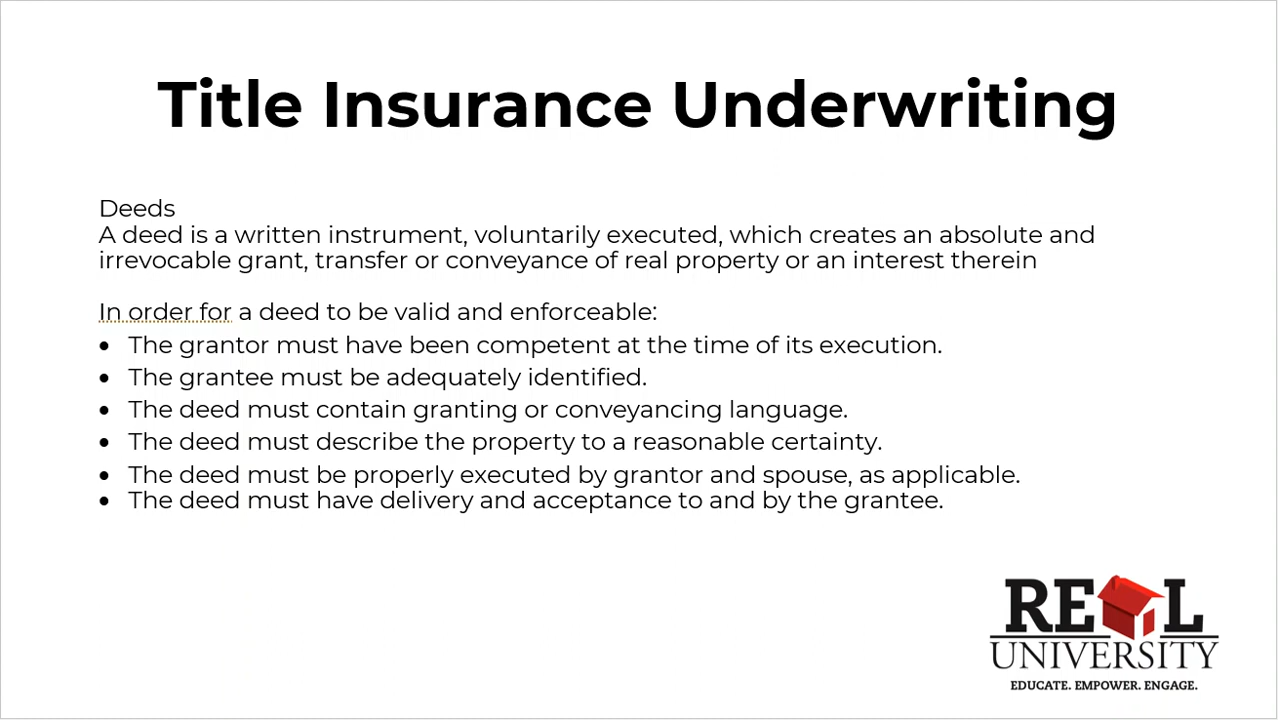 Title Insurance Underwriting
Deeds
A deed is a written instrument, voluntarily executed, which creates an absolute and
irrevocable grant, transfer or conveyance of real property or an interest therein
In order for a deed to be valid and enforceable:
• The grantor must have been competent at the time of its execution.
• The grantee must be adequately identified.
• The deed must contain granting or conveyancing language.
• The deed must describe the property to a reasonable certainty.
• The deed must be properly executed by grantor and spouse, as applicable.
• The deed must have delivery and acceptance to and by the grantee.
REAL
UNIVERSITY
EDUCATE. EMPOWER. ENGAGE.